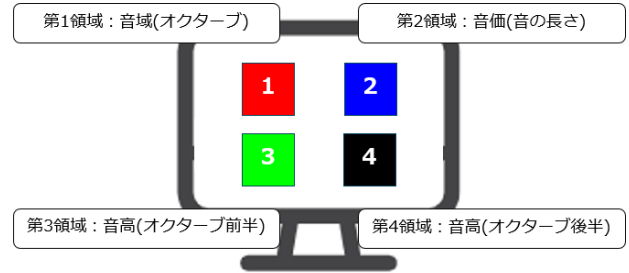 第1領域：音域(オクターブ)
第2領域：音価(音の長さ)
1
2
3
4
第3領域：音高(オクターブ前半)
第4領域：音高(オクターブ後半)